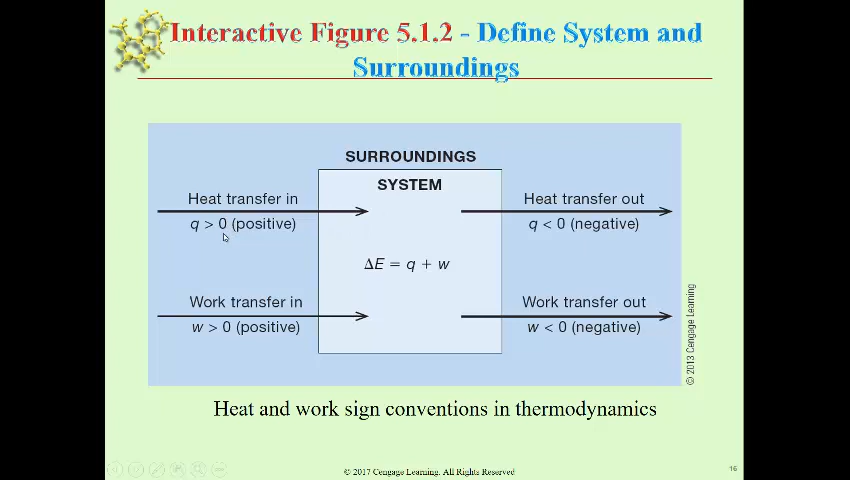 Interactive Figure 5.1.2 - Define System and
Surroundings
SURROUNDINGS
SYSTEM
Heat transfer in
q > 0 (positive)
Heat transfer out
q < 0 (negative)
ΔE = q + w
Work transfer in
w > 0 (positive)
Work transfer out
w < 0 (negative)
© 2013 Cengage Learning
Heat and work sign conventions in thermodynamics
© 2017 Cengage Learning. All Rights Reserved
16